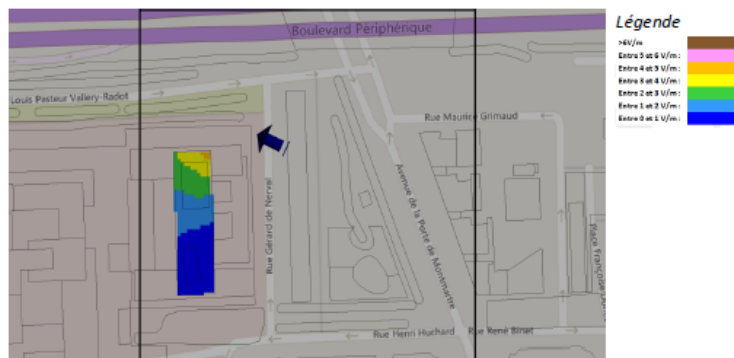 Boulevard Périphérique
Louis Pasteur Vallery-Radot
Rue Maurice Grimaud
Rue Gérard de Nerval
Avenue de la Porte de Montmartre
Place Françoise
Rue Henri Huchard
Rue René Binet
Légende
>6V/m
Entre 5 et 6 V/m :
Entre 4 et 5 V/m :
Entre 3 et 4 V/m :
Entre 2 et 3 V/m :
Entre 1 et 2 V/m :
Entre 0 et 1 V/m :